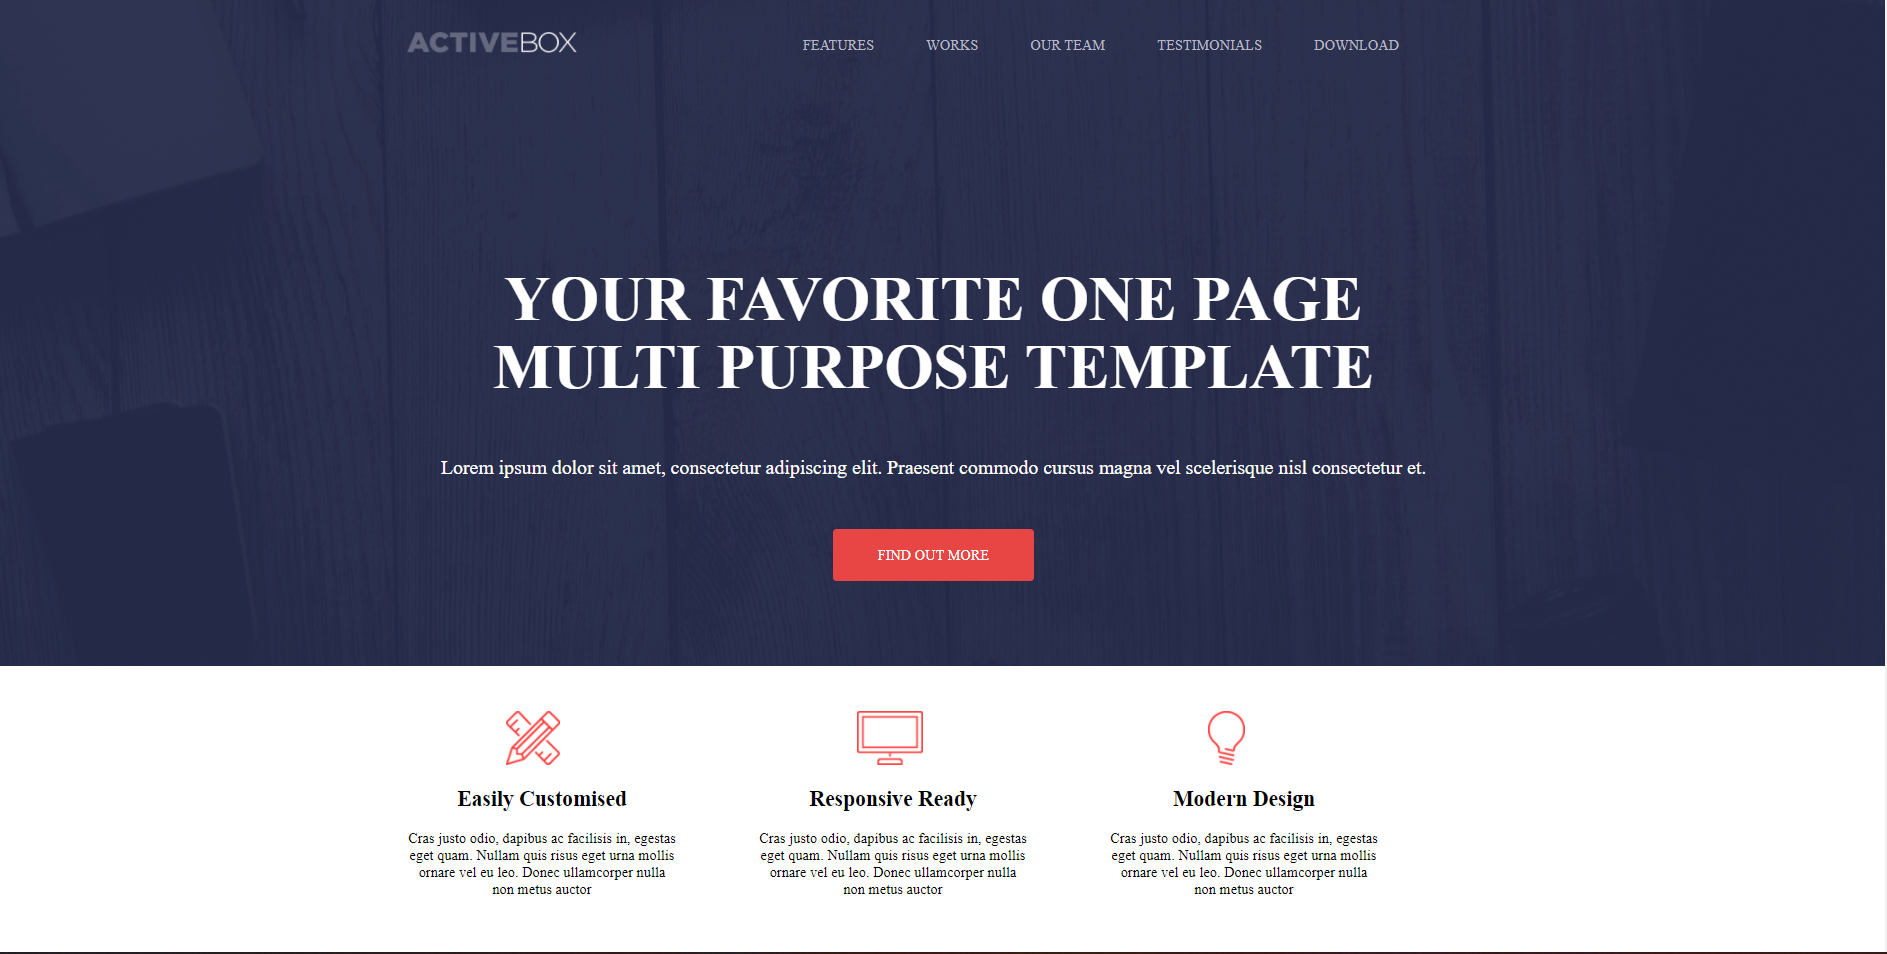 ACTIVEBOX
FEATURES WORKS OUR TEAM TESTIMONIALS DOWNLOAD
YOUR FAVORITE ONE PAGE
MULTI PURPOSE TEMPLATE
Lorem ipsum dolor sit amet, consectetur adipiscing elit. Praesent commodo cursus magna vel scelerisque nisl consectetur et.
FIND OUT MORE
Easily Customised
Cras justo odio, dapibus ac facilisis in, egestas
eget quam. Nullam quis risus eget urna mollis
ornare vel eu leo. Donec ullamcorper nulla
non metus auctor
Responsive Ready
Cras justo odio, dapibus ac facilisis in, egestas
eget quam. Nullam quis risus eget urna mollis
ornare vel eu leo. Donec ullamcorper nulla
non metus auctor
Modern Design
Cras justo odio, dapibus ac facilisis in, egestas
eget quam. Nullam quis risus eget urna mollis
ornare vel eu leo. Donec ullamcorper nulla
non metus auctor